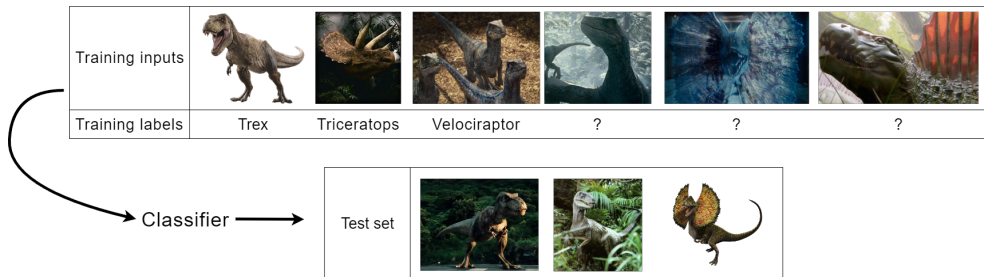 Training inputs
Training labels Trex Triceratops Velociraptor ? ? ?
Classifier
Test set